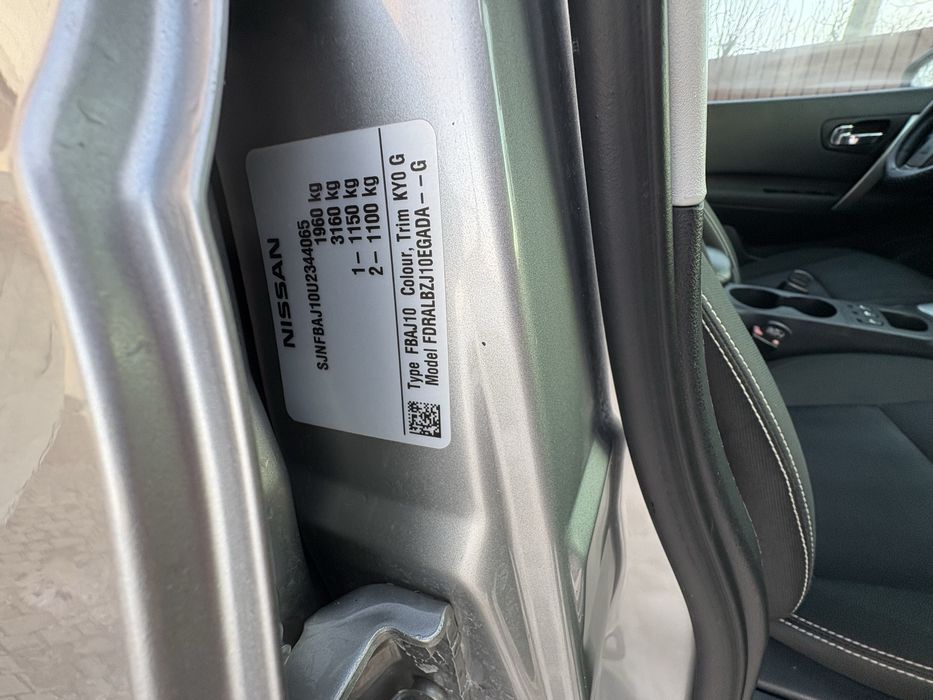 NISSAN
SJNFBAJ10U2344065
1960 kg
3160 kg
1– 1150 kg
2– 1100 kg
Type FBAJ10 Colour, Trim KY0 G
Model FDRALBZJ10EGADA- -G